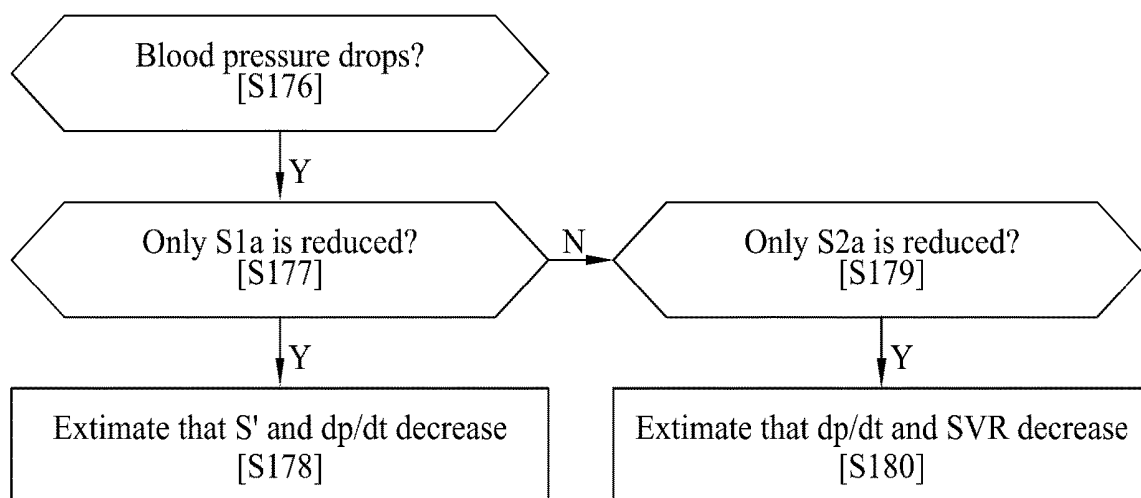 Blood pressure drops?
[S176]
Y
Only S1a is reduced?
[S177]
N
Only S2a is reduced?
[S179]
Y
Y
Extimate that S' and dp/dt decrease
[S178]
Extimate that dp/dt and SVR decrease
[S180]